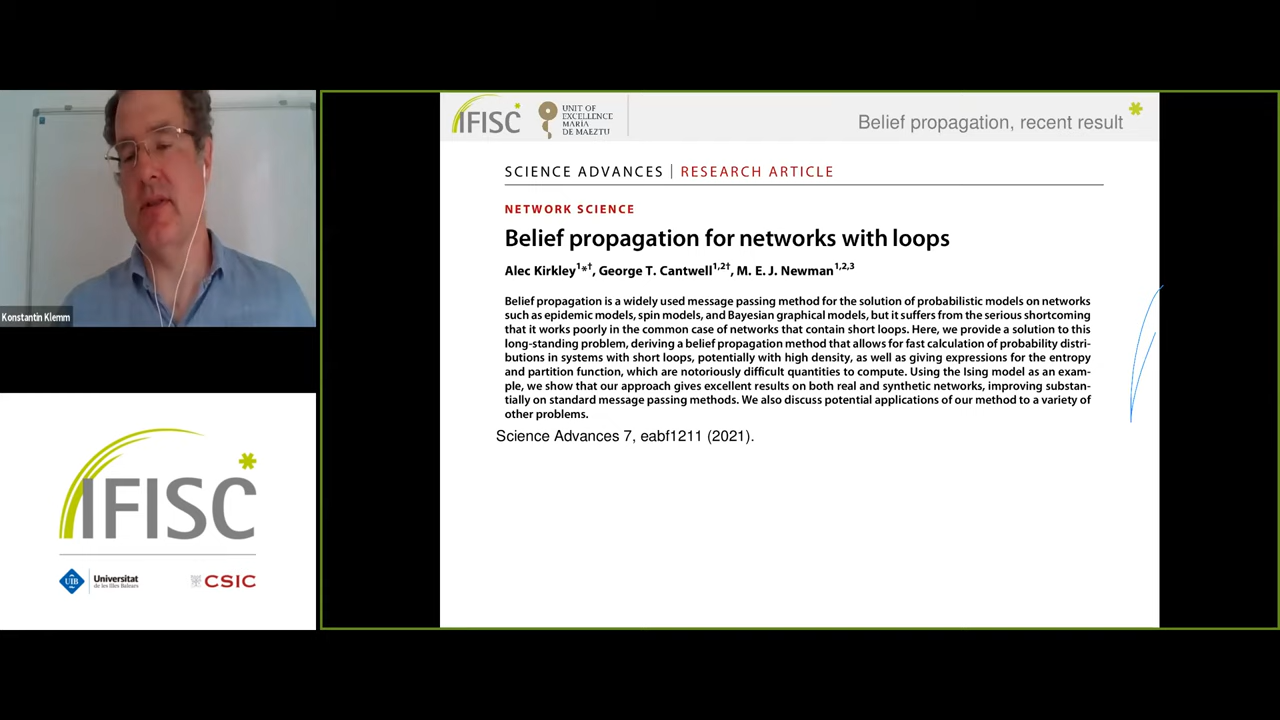 Konstantin Klemm
IFISC
UIB
Universitat
de les Illes Balears
CSIC
IFISC
UNIT OF
EXCELLENCE
MARÍA
DE MAEZTU
Belief propagation, recent result
SCIENCE ADVANCES | RESEARCH ARTICLE
NETWORK SCIENCE
Belief propagation for networks with loops
Alec Kirkley1*†, George T. Cantwell1,2†, M. E. J. Newman1,2,3
Belief propagation is a widely used message passing method for the solution of probabilistic models on networks
such as epidemic models, spin models, and Bayesian graphical models, but it suffers from the serious shortcoming
that it works poorly in the common case of networks that contain short loops. Here, we provide a solution to this
long-standing problem, deriving a belief propagation method that allows for fast calculation of probability distri-
butions in systems with short loops, potentially with high density, as well as giving expressions for the entropy
and partition function, which are notoriously difficult quantities to compute. Using the Ising model as an exam-
ple, we show that our approach gives excellent results on both real and synthetic networks, improving substan-
tially on standard message passing methods. We also discuss potential applications of our method to a variety of
other problems.
Science Advances 7, eabf1211 (2021).